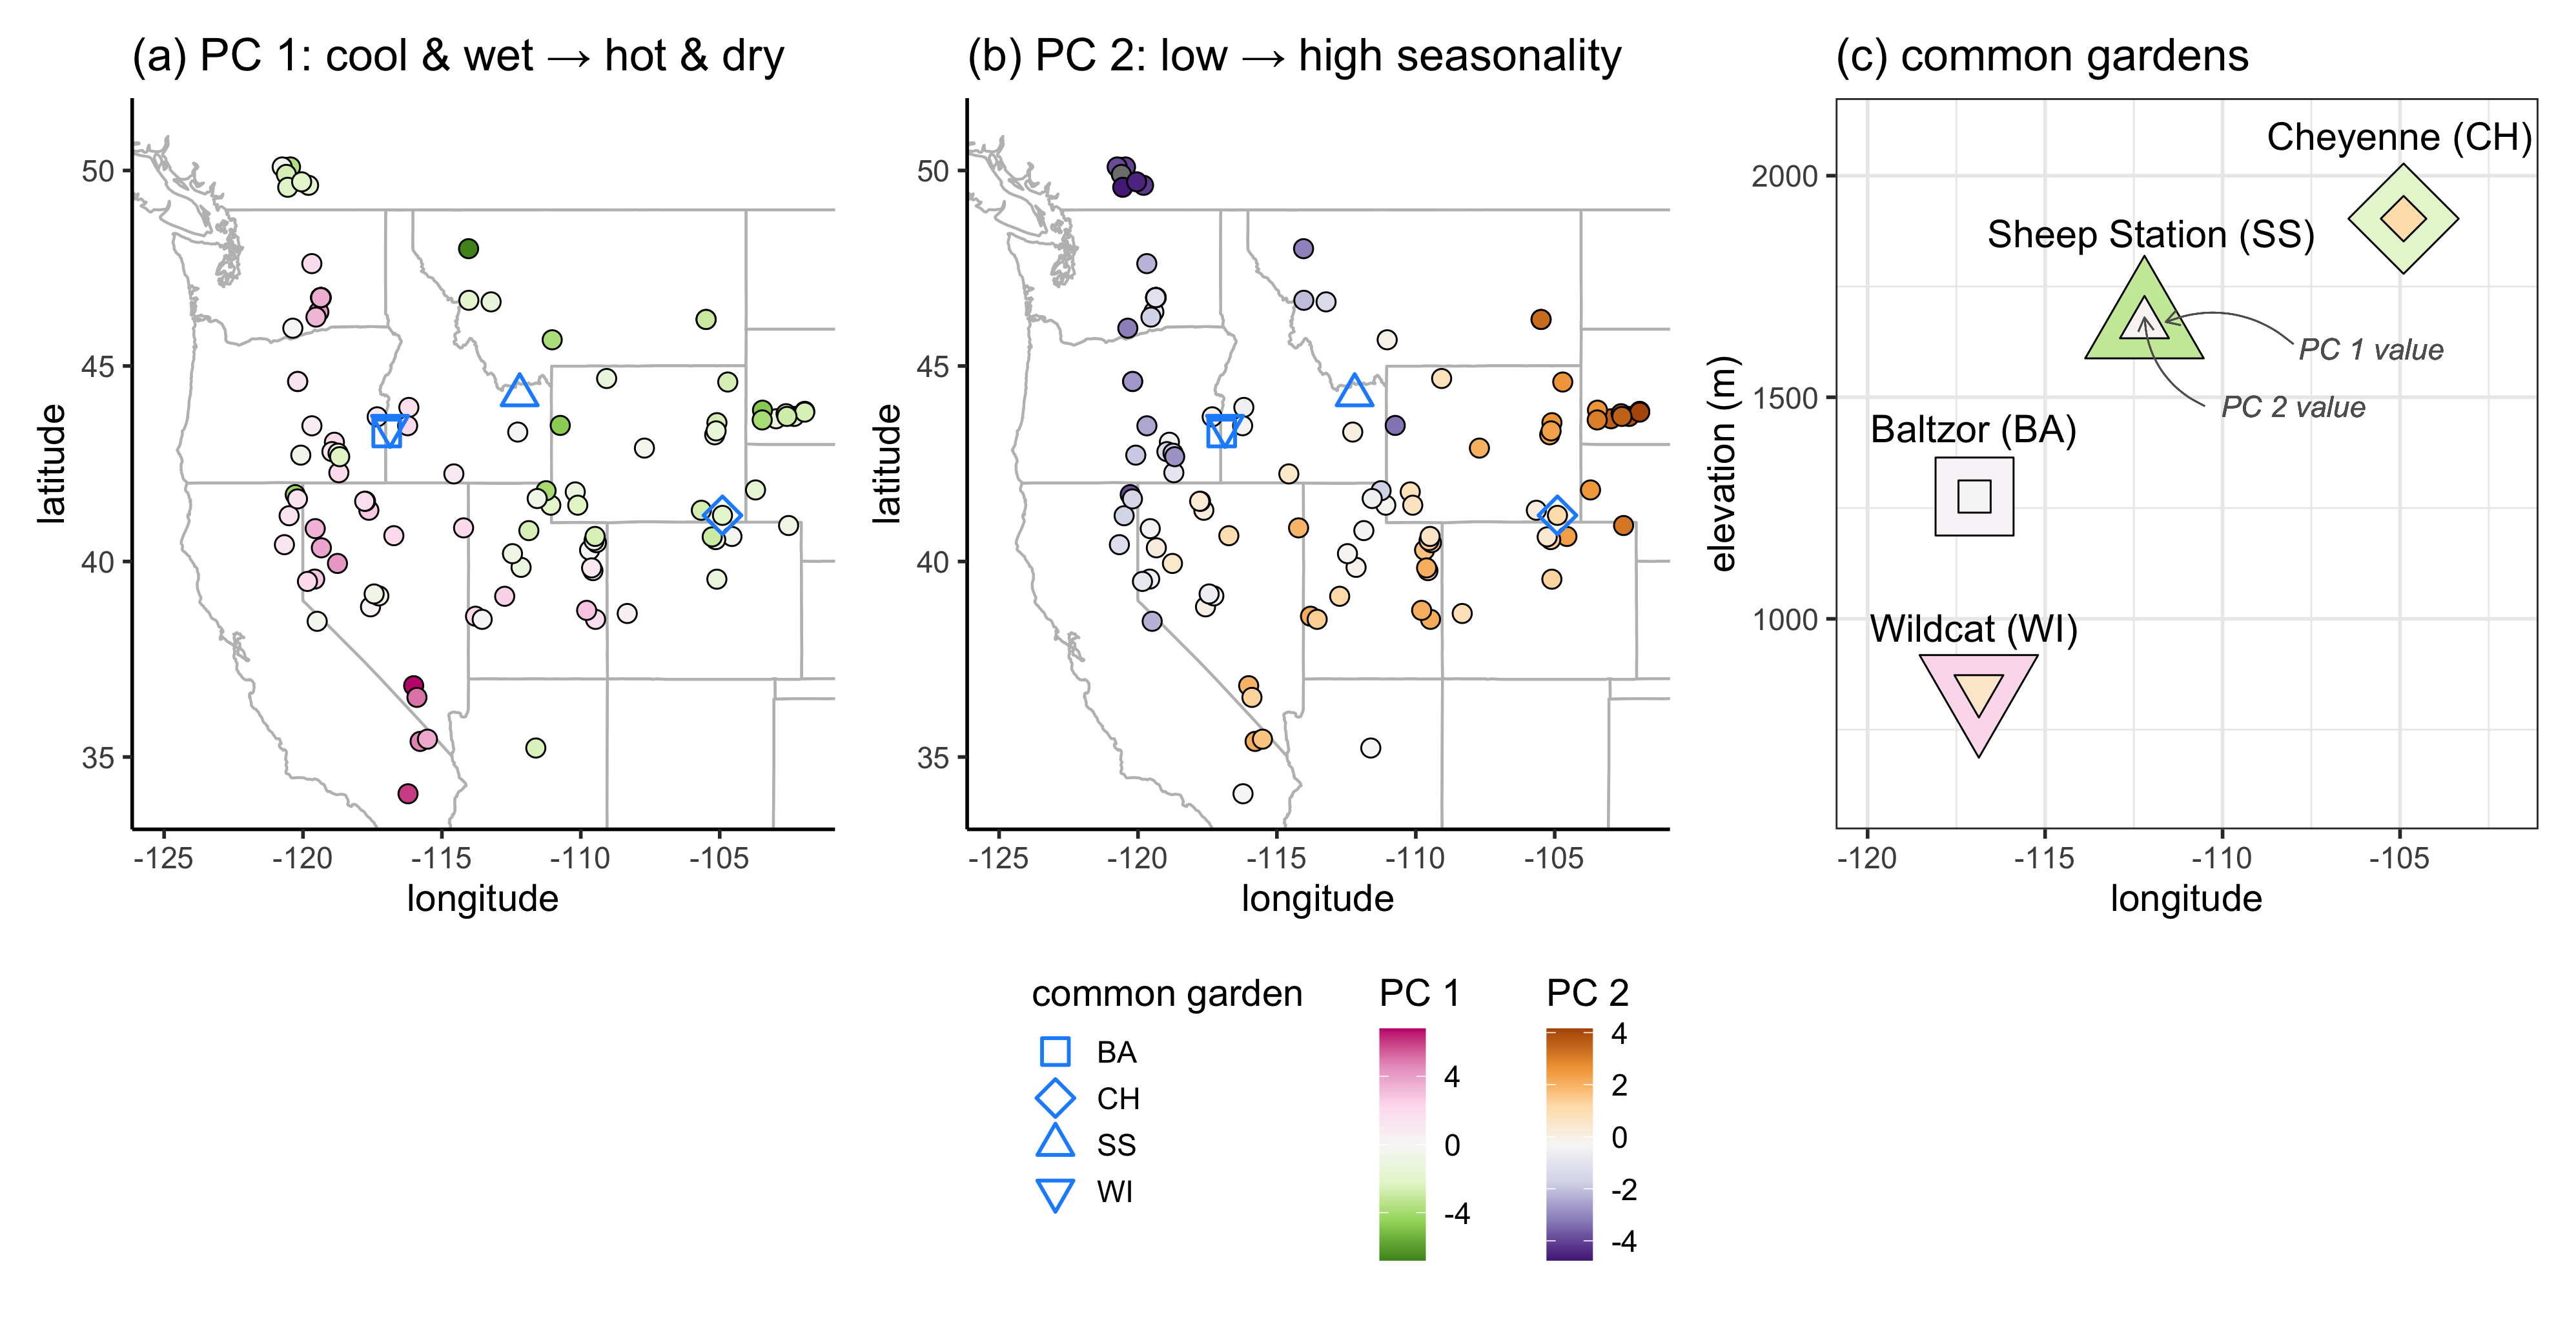 (a) PC 1: cool & wet → hot & dry
(b) PC 2: low → high seasonality
(c) common gardens
latitude
50
45
40
35
-125 -120 -115 -110 -105
longitude
latitude
50
45
40
35
-125 -120 -115 -110 -105
longitude
elevation (m)
2000
1500
1000
Cheyenne (CH)
Sheep Station (SS)
PC 1 value
PC 2 value
Baltzor (BA)
Wildcat (WI)
-120 -115 -110 -105
longitude
common garden
BA
CH
SS
WI
PC 1
4
0
-4
PC 2
4
2
0
-2
-4